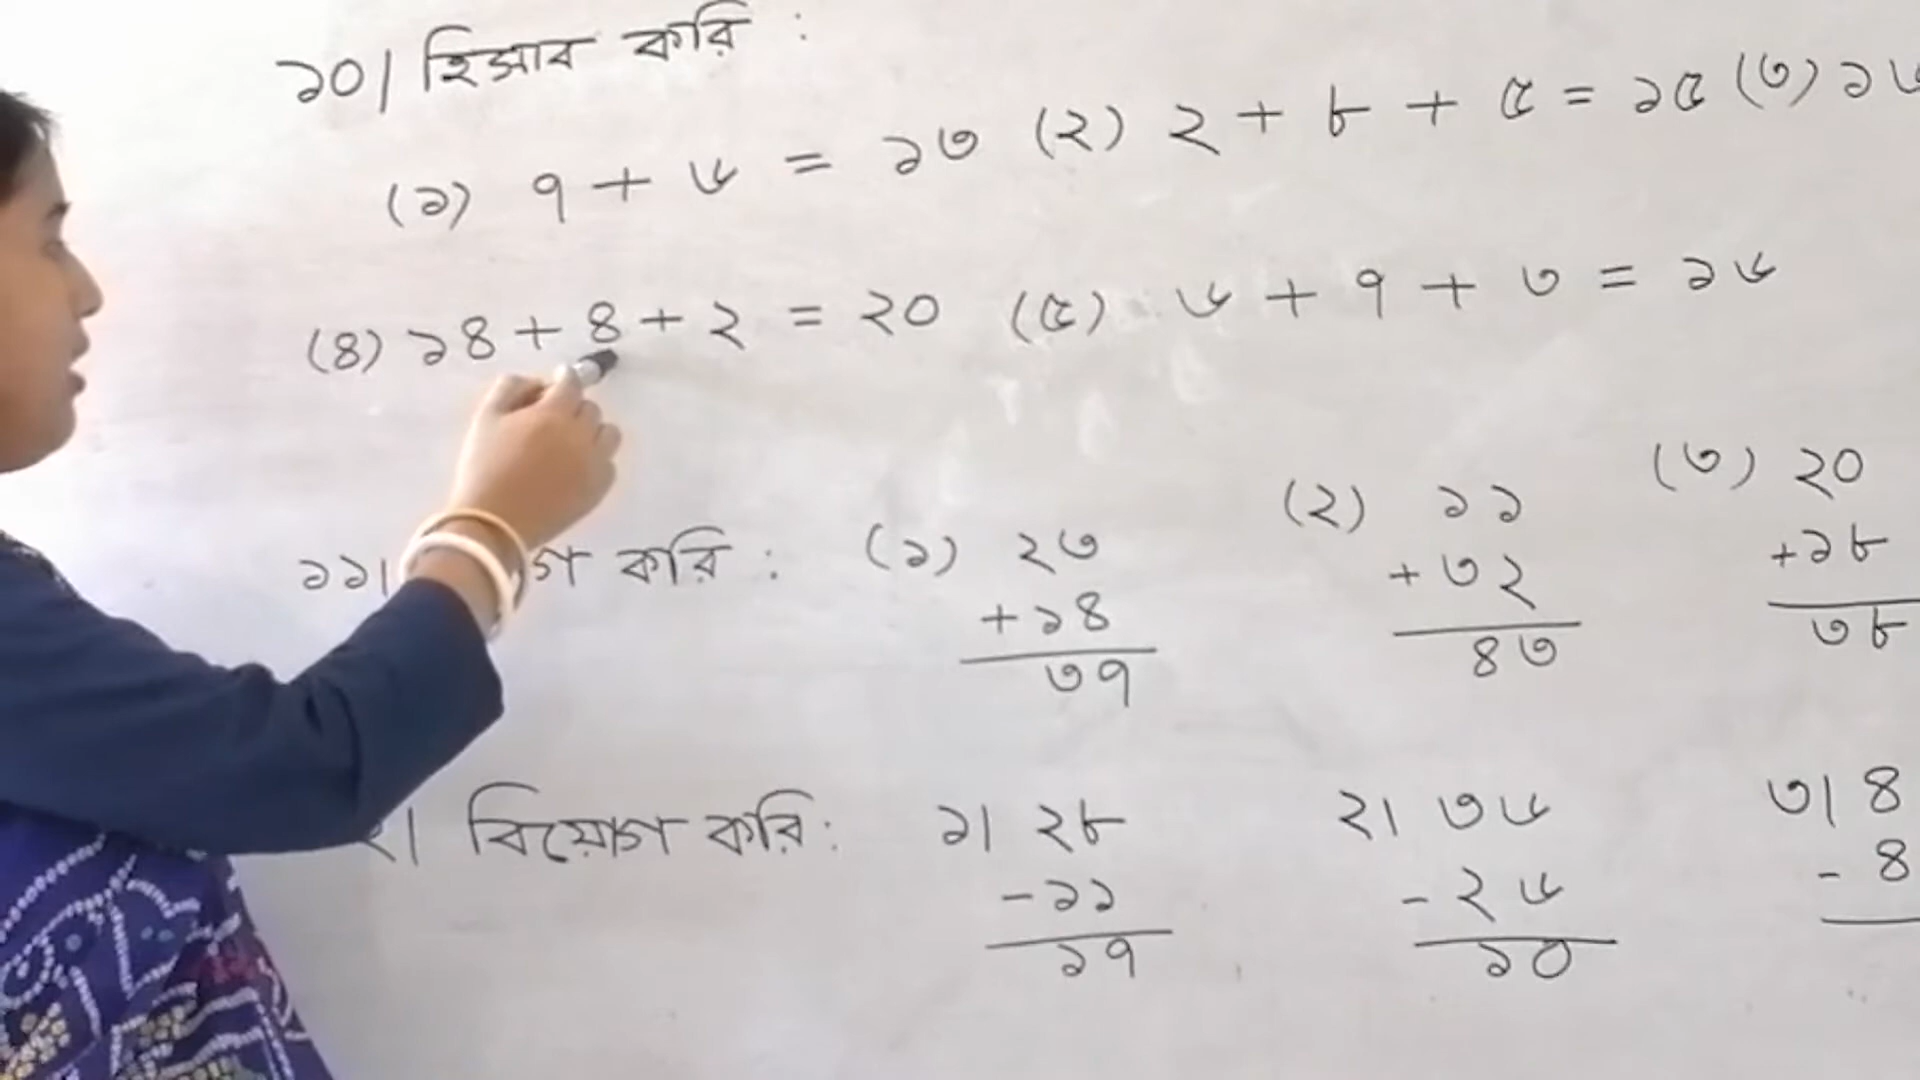 ১০। হিসাব করি :
(১) ৭ + ৬ = ১৩ (২) ২ + ৮ + ৫ = ১৫ (৩) ১৬
(৪) ১৪ + ৪ + ২ = ২০ (৫) ৬ + ৭ + ৩ = ১৬
১১। করি : (১) ২৩ (২) ১১ (৩) ২০
+ ১৪ + ৩২ + ১৮
৩৭ ৪৩ ৩৮
২। বিয়োগ করি : ১। ২৮ ২। ৩৬ ৩। ৪
- ১১ - ২৬ - ৪
১৭ ১০